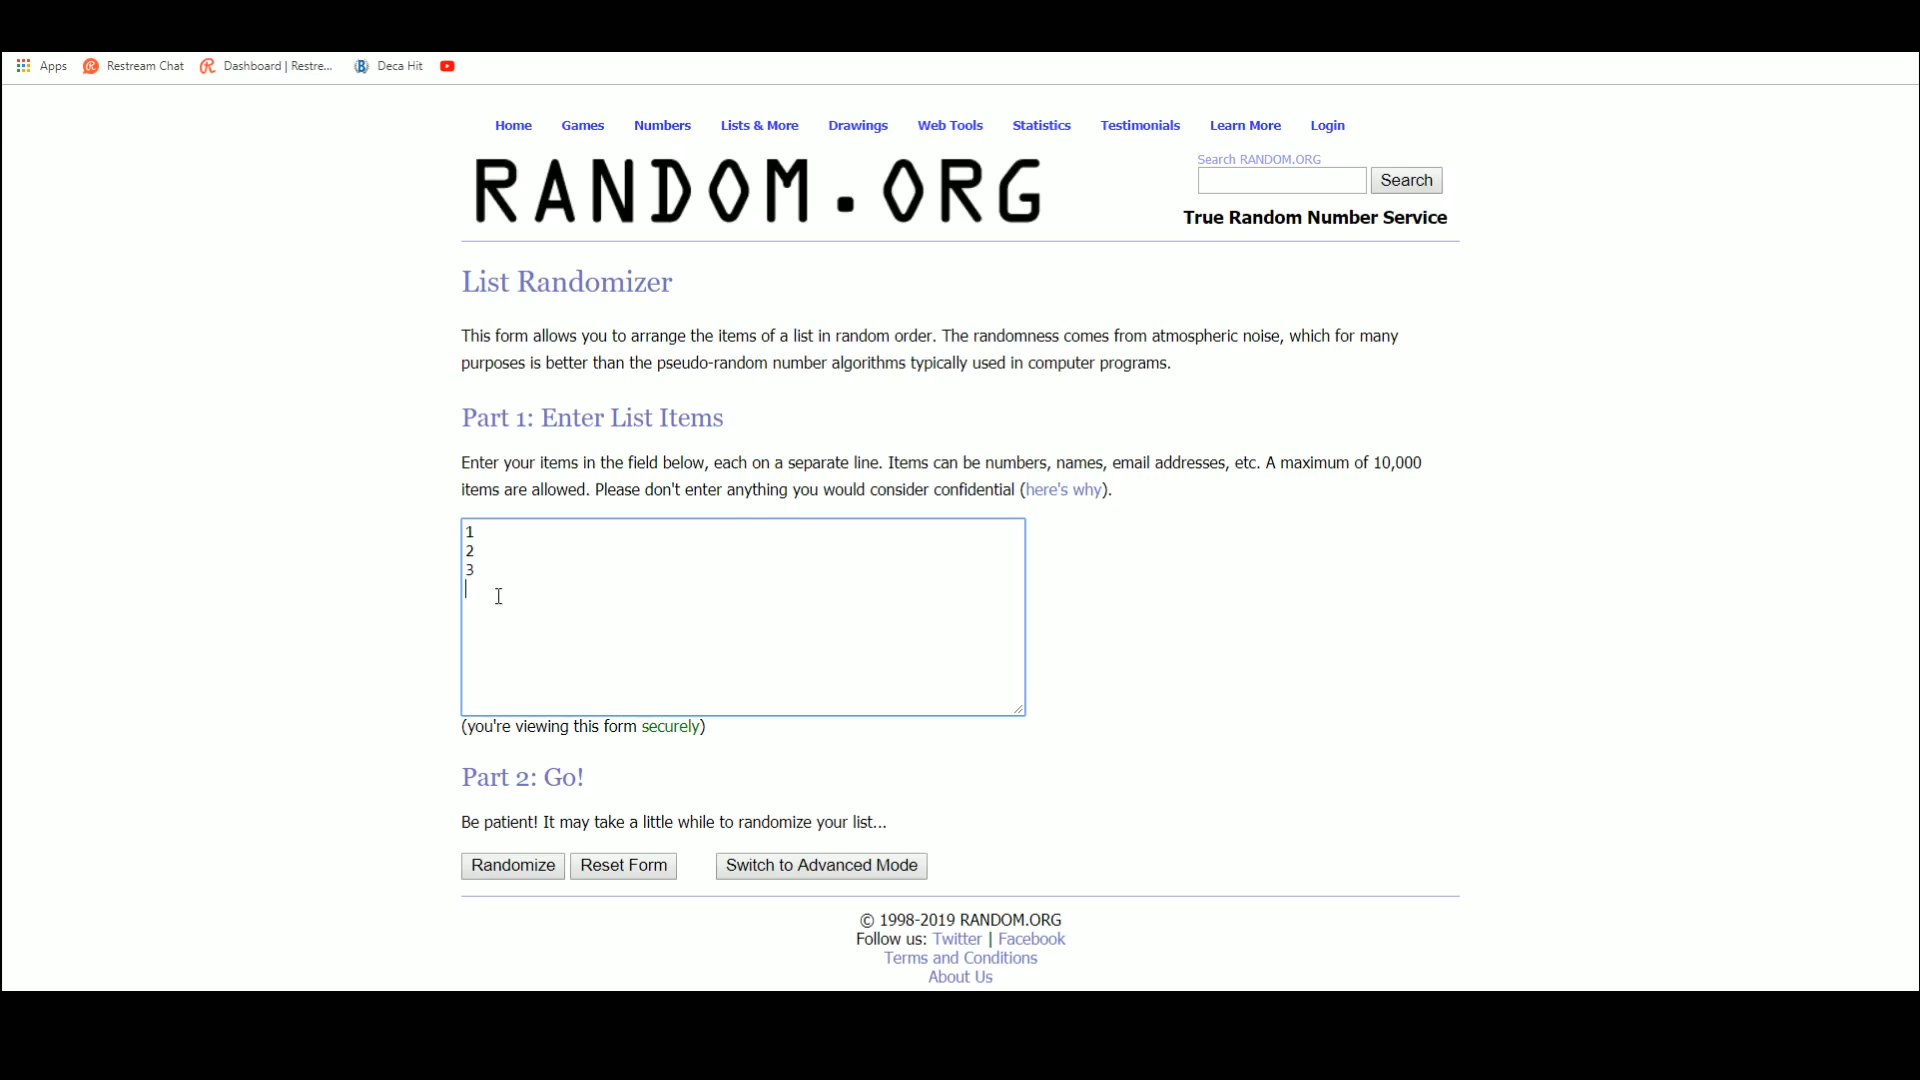 Apps Restream Chat Dashboard | Restre... Deca Hit
Home Games Numbers Lists & More Drawings Web Tools Statistics Testimonials Learn More Login
RANDOM.ORG
Search RANDOM.ORG
Search
True Random Number Service
List Randomizer
This form allows you to arrange the items of a list in random order. The randomness comes from atmospheric noise, which for many
purposes is better than the pseudo-random number algorithms typically used in computer programs.
Part 1: Enter List Items
Enter your items in the field below, each on a separate line. Items can be numbers, names, email addresses, etc. A maximum of 10,000
items are allowed. Please don't enter anything you would consider confidential (here's why).
1
2
3
(you're viewing this form securely)
Part 2: Go!
Be patient! It may take a little while to randomize your list...
Randomize Reset Form Switch to Advanced Mode
© 1998-2019 RANDOM.ORG
Follow us: Twitter | Facebook
Terms and Conditions
About Us